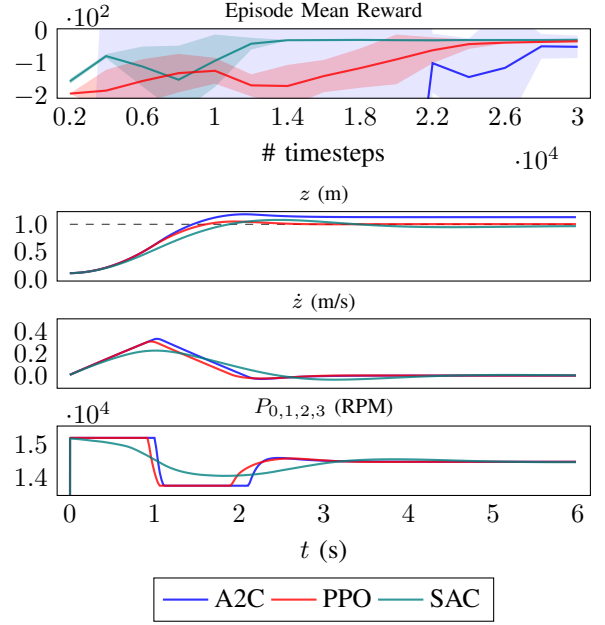 ·10²
Episode Mean Reward
0
−1
−2
0.2 0.6 1 1.4 1.8 2.2 2.6 3
# timesteps
·10⁴
z (m)
1.0
0.5
0.0
ż (m/s)
0.4
0.2
0.0
·10⁴
P₀,₁,₂,₃ (RPM)
1.5
1.4
0 1 2 3 4 5 6
t (s)
A2C PPO SAC